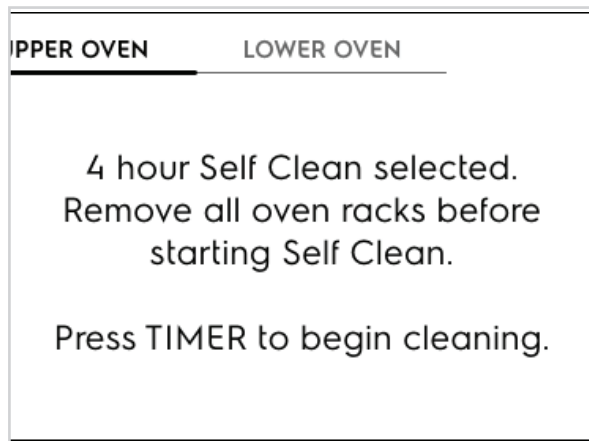 UPPER OVEN LOWER OVEN
4 hour Self Clean selected.
Remove all oven racks before
starting Self Clean.
Press TIMER to begin cleaning.